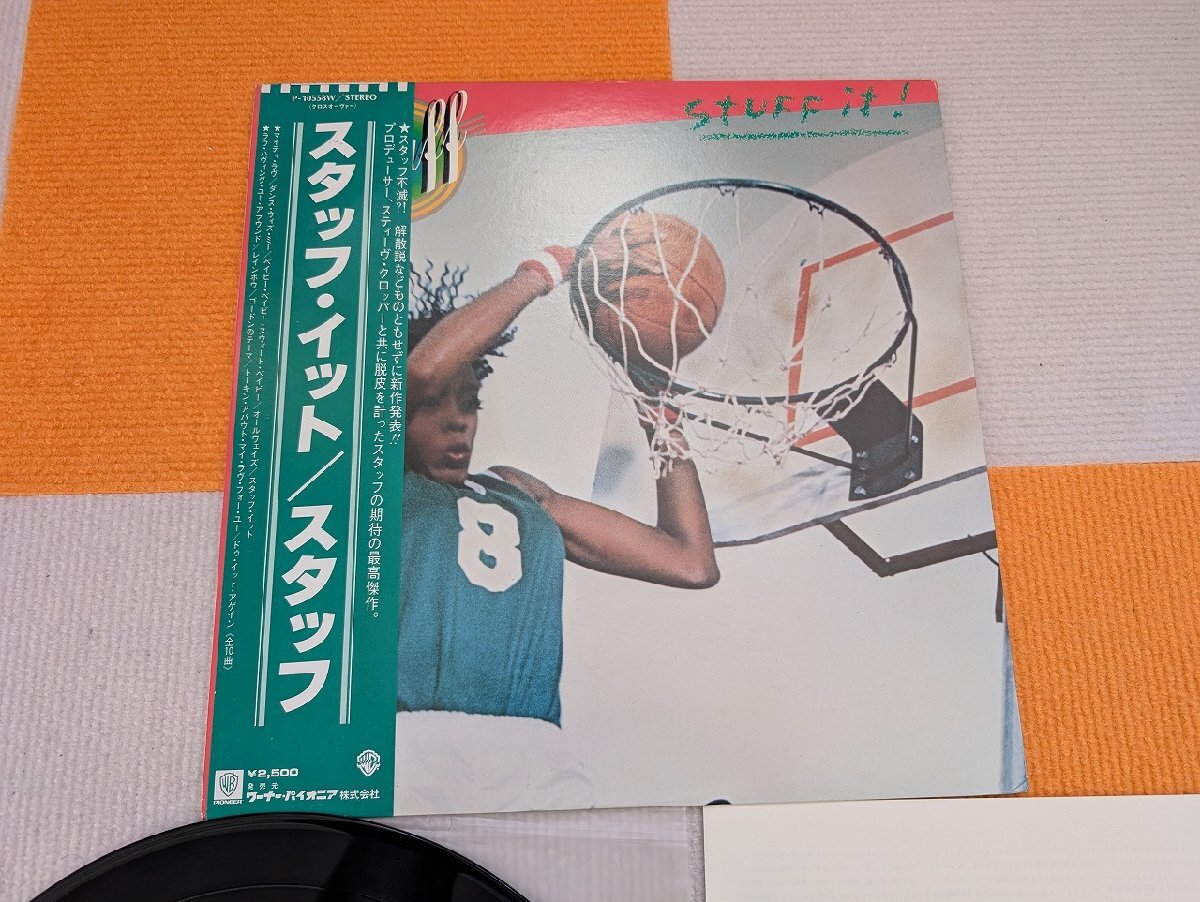 P-10558W/STEREO
(クロスオーヴァー)
★スタッフ不滅?! 解散説などものともせずに新作発表!!
プロデューサー、スティーヴ・クロッパーと共に脱皮を計ったスタッフの期待の最高傑作。
スタッフ・イット/スタッフ
★マイティ・ラヴ/ダンス・ウィズ・ミー/ベイビー・ベイビー・スウィート・ベイビー/オールウェイズ/スタッフ・イット
★ラヴ・ハヴィング・ユー・アラウンド/レインボウ/ゴードンのテーマ/トーキン・アバウト・マイ・ラヴ・フォー・ユー/ドゥ・イット・アゲイン〈全10曲〉
¥2,500
発売元
ワーナー・パイオニア株式会社
WB
PIONEER
STUFF it!
8